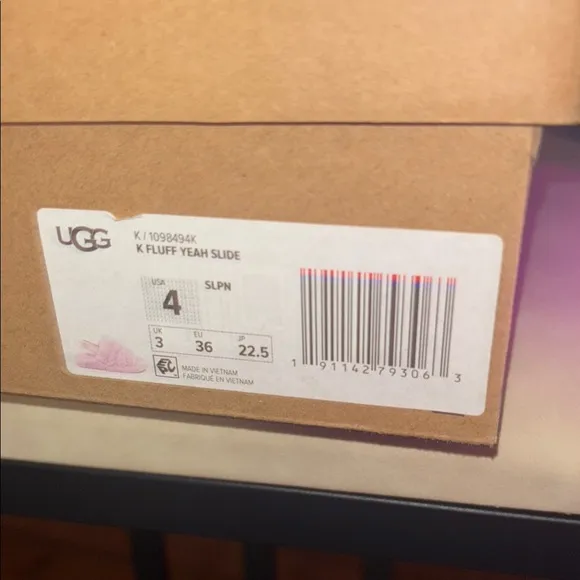 UGG
K / 1098494K
K FLUFF YEAH SLIDE
USA
4
SLPN
UK EU JP
3 36 22.5
MADE IN VIETNAM
FABRIQUE EN VIETNAM
1 91142 79306 3